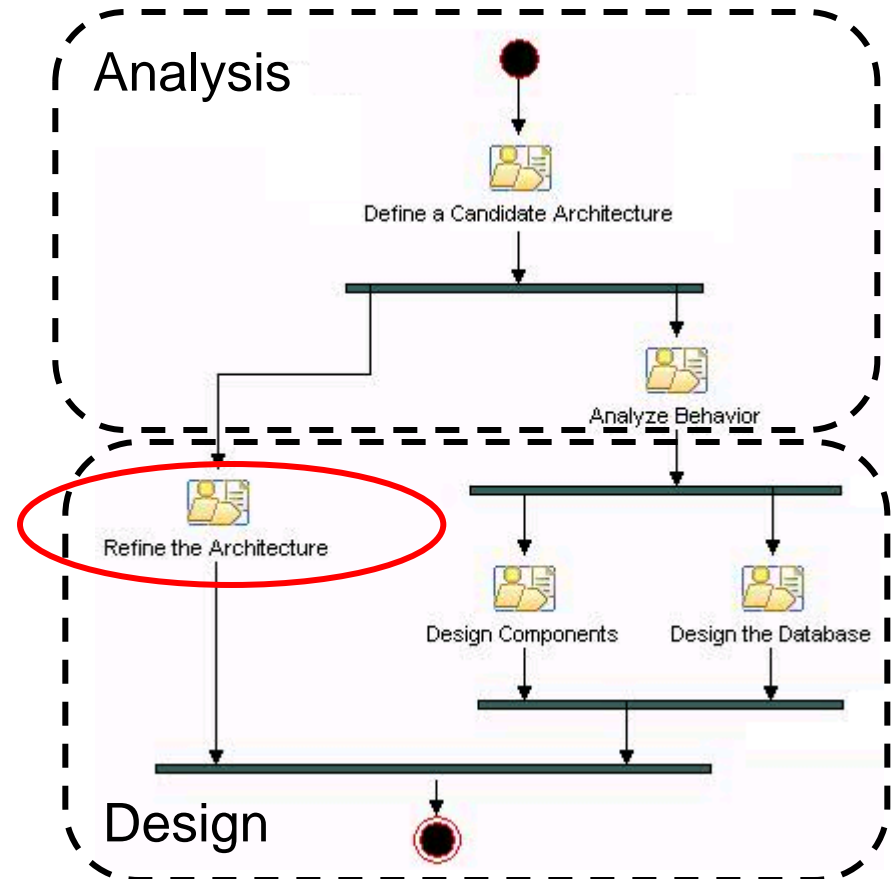 Analysis
Define a Candidate Architecture
Analyze Behavior
Refine the Architecture
Design Components
Design the Database
Design